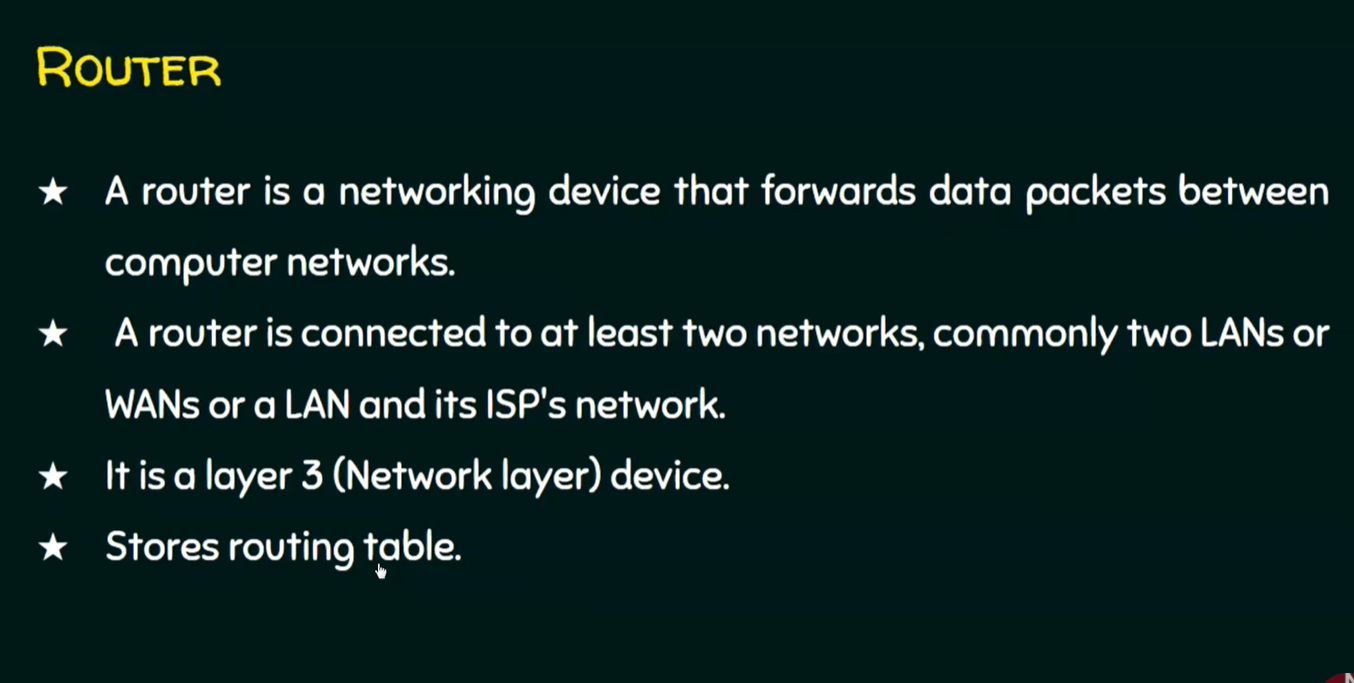 ROUTER
★ A router is a networking device that forwards data packets between
computer networks.
★ A router is connected to at least two networks, commonly two LANs or
WANs or a LAN and its ISP's network.
★ It is a layer 3 (Network layer) device.
★ Stores routing table.